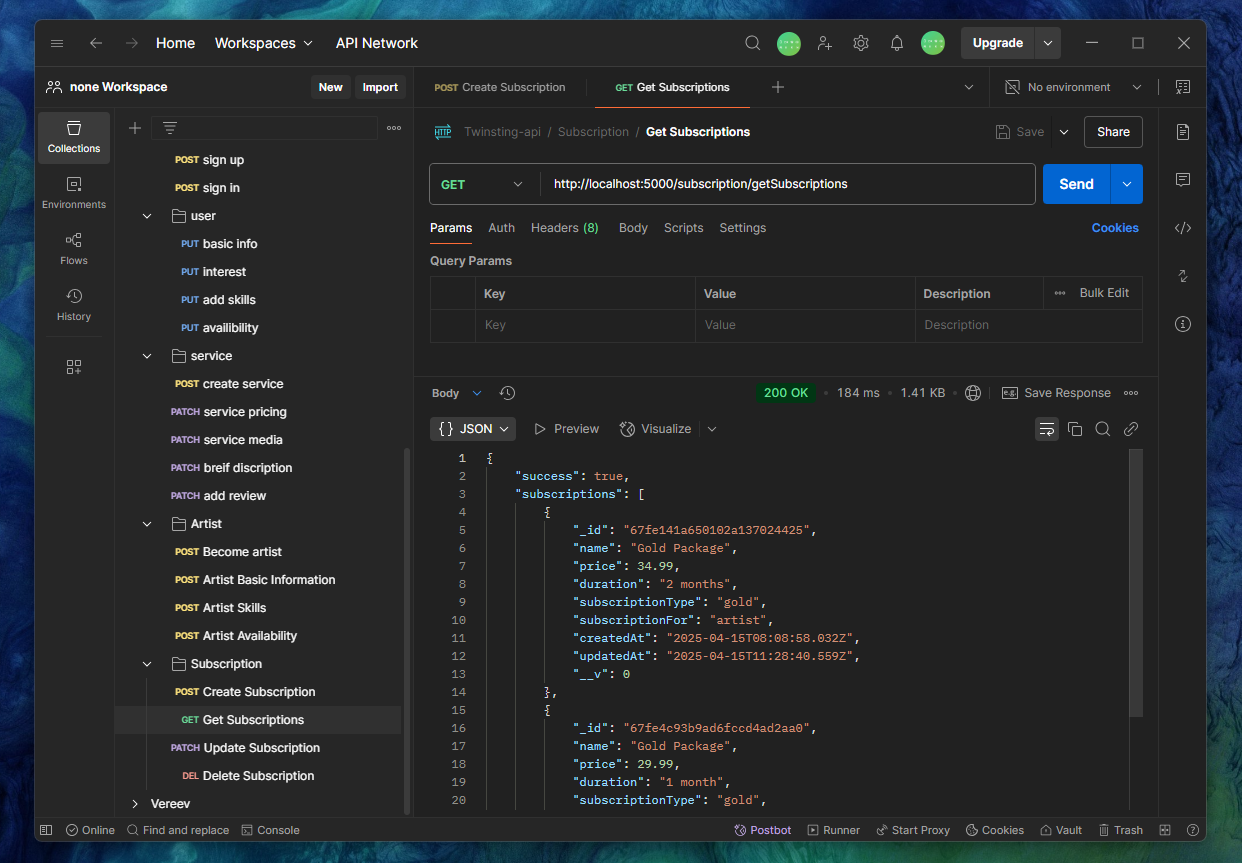 Home Workspaces API Network Upgrade
none Workspace New Import
POST Create Subscription GET Get Subscriptions No environment
Collections
Environments
Flows
History
POST sign up
POST sign in
user
PUT basic info
PUT interest
PUT add skills
PUT availibility
service
POST create service
PATCH service pricing
PATCH service media
PATCH breif discription
POST add review
Artist
POST Become artist
POST Artist Basic Information
POST Artist Skills
POST Artist Availability
Subscription
POST Create Subscription
GET Get Subscriptions
PATCH Update Subscription
DEL Delete Subscription
Vereev
HTTP Twinsting-api / Subscription / Get Subscriptions Save Share
GET http://localhost:5000/subscription/getSubscriptions Send
Params Auth Headers (8) Body Scripts Settings Cookies
Query Params
Key Value Description Bulk Edit
Key Value Description
Body 200 OK 184 ms 1.41 KB e.g. Save Response
{} JSON Preview Visualize
1 {
2 "success": true,
3 "subscriptions": [
4 {
5 "_id": "67fe141a650102a137024425",
6 "name": "Gold Package",
7 "price": 34.99,
8 "duration": "2 months",
9 "subscriptionType": "gold",
10 "subscriptionFor": "artist",
11 "createdAt": "2025-04-15T08:08:58.032Z",
12 "updatedAt": "2025-04-15T11:28:40.559Z",
13 "__v": 0
14 },
15 {
16 "_id": "67fe4c93b9ad6fccd4ad2aa0",
17 "name": "Gold Package",
18 "price": 29.99,
19 "duration": "1 month",
20 "subscriptionType": "gold",
Online Find and replace Console Postbot Runner Start Proxy Cookies Vault Trash